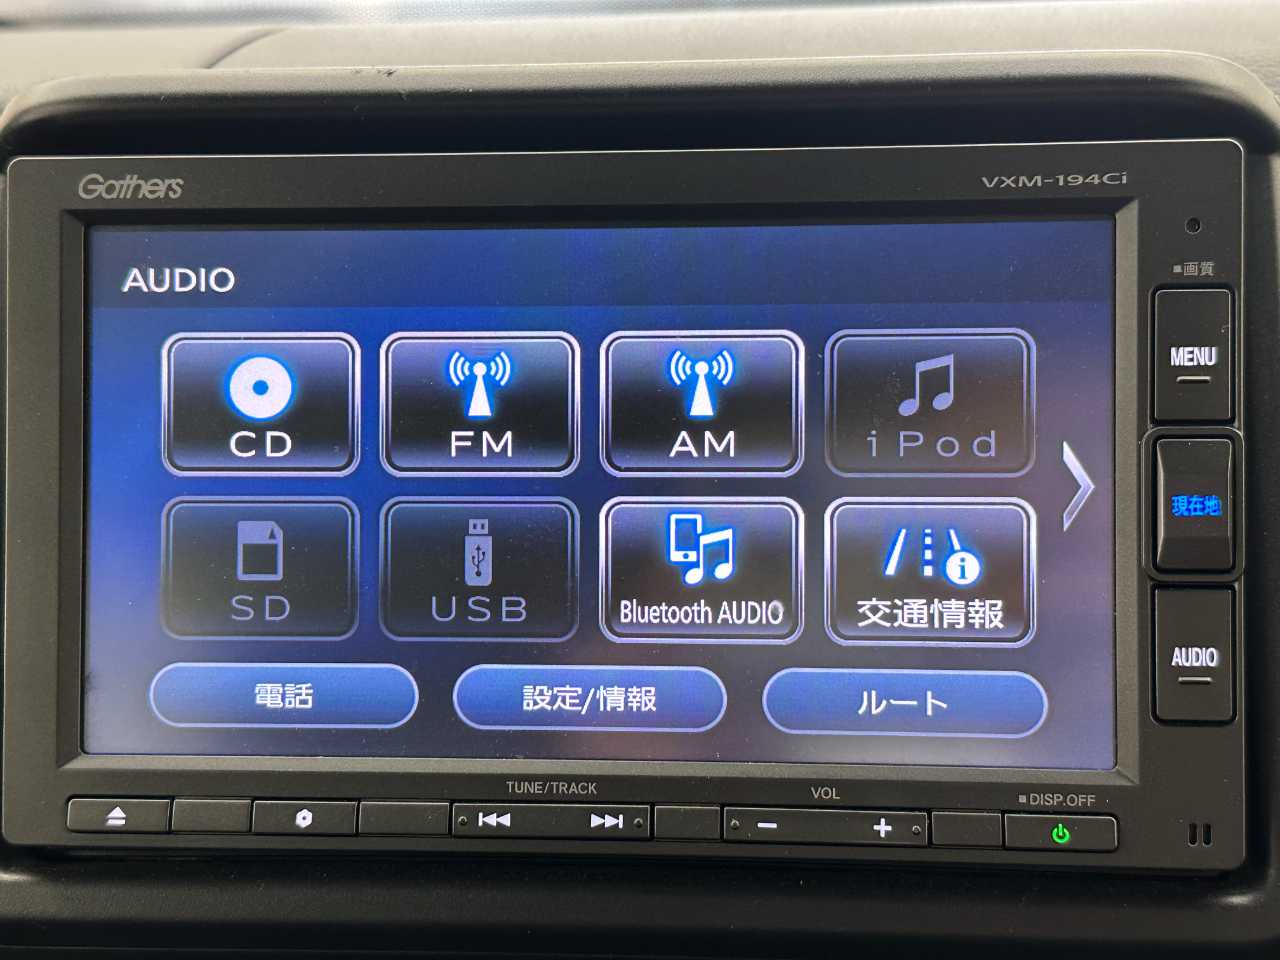 Gathers
VXM-194Ci
■画質
AUDIO
CD
FM
AM
iPod
MENU
現在地
SD
USB
Bluetooth AUDIO
交通情報
AUDIO
電話
設定/情報
ルート
TUNE/TRACK
VOL
■DISP.OFF
− +